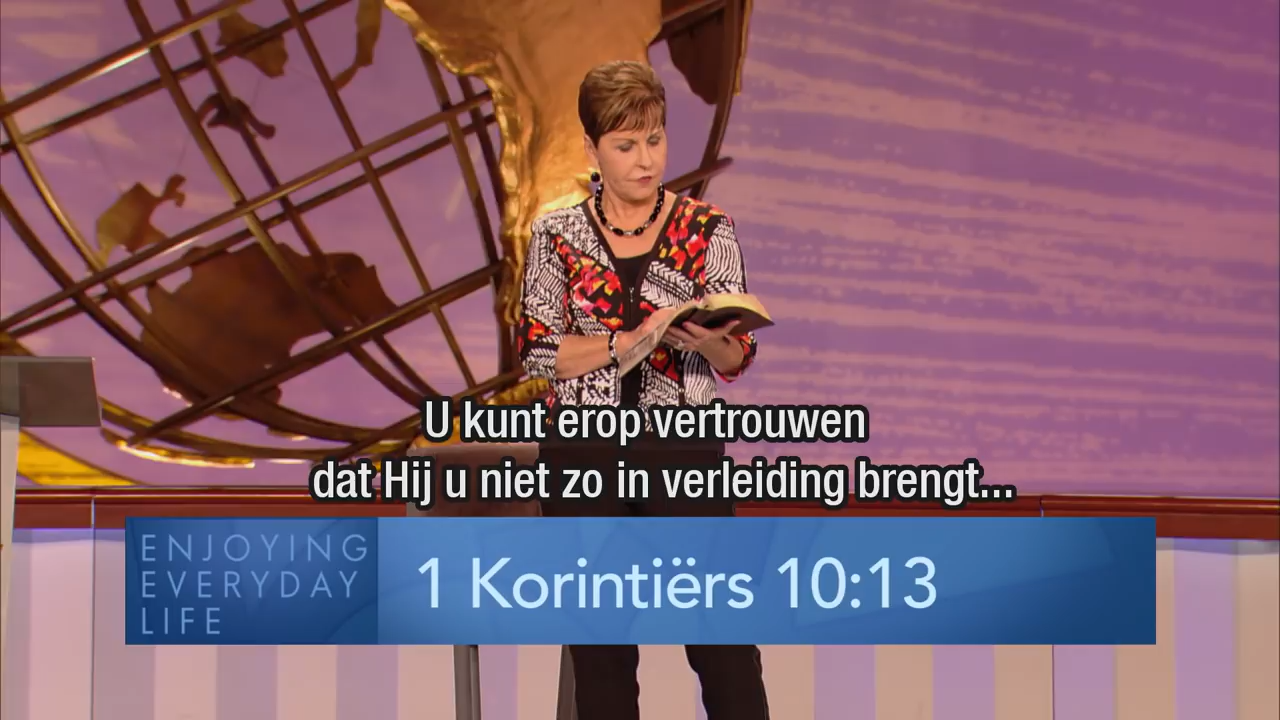 U kunt erop vertrouwen
dat Hij u niet zo in verleiding brengt...
ENJOYING
EVERYDAY
LIFE
1 Korintiërs 10:13